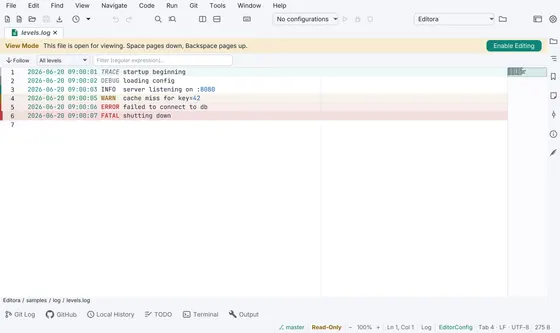 File Edit Find View Navigate Code Run Git Tools Window Help
No configurations Editora
levels.log
View Mode This file is open for viewing. Space pages down, Backspace pages up. Enable Editing
Follow All levels Filter (regular expression)...
1 2026-06-20 09:00:01 TRACE startup beginning
2 2026-06-20 09:00:02 DEBUG loading config
3 2026-06-20 09:00:03 INFO server listening on :8080
4 2026-06-20 09:00:05 WARN cache miss for key=42
5 2026-06-20 09:00:06 ERROR failed to connect to db
6 2026-06-20 09:00:07 FATAL shutting down
7
Editora / samples / log / levels.log
Git Log GitHub Local History TODO Terminal Output
master Read-Only − 100% + Ln 1, Col 1 Log EditorConfig Tab 4 LF · UTF-8 275 B